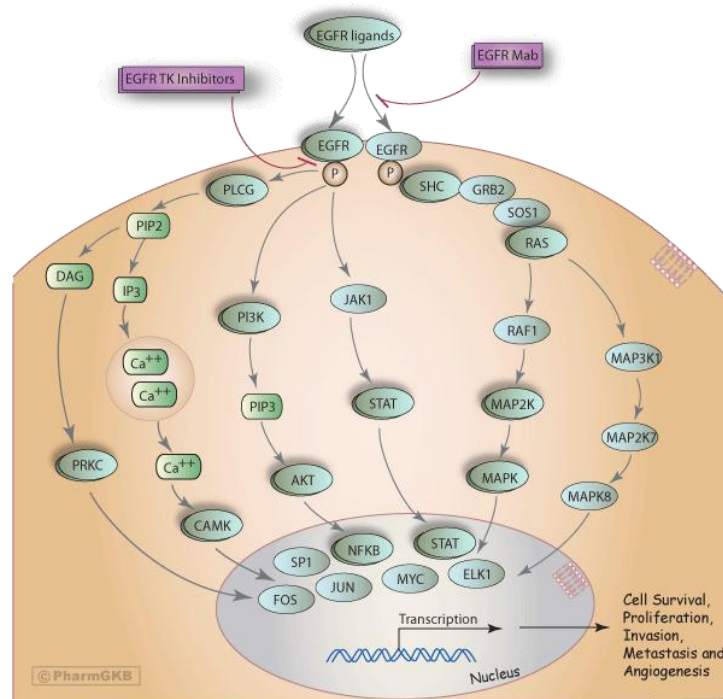 EGFR ligands
EGFR TK Inhibitors
EGFR Mab
EGFR
EGFR
P
P
PLCG
SHC
GRB2
SOS1
RAS
PIP2
DAG
IP3
PI3K
JAK1
RAF1
MAP3K1
Ca++
Ca++
PIP3
STAT
MAP2K
MAP2K7
PRKC
Ca++
AKT
MAPK
MAPK8
CAMK
NFKB
STAT
SP1
JUN
MYC
ELK1
FOS
Transcription
Nucleus
Cell Survival,
Proliferation,
Invasion,
Metastasis and
Angiogenesis
© PharmGKB